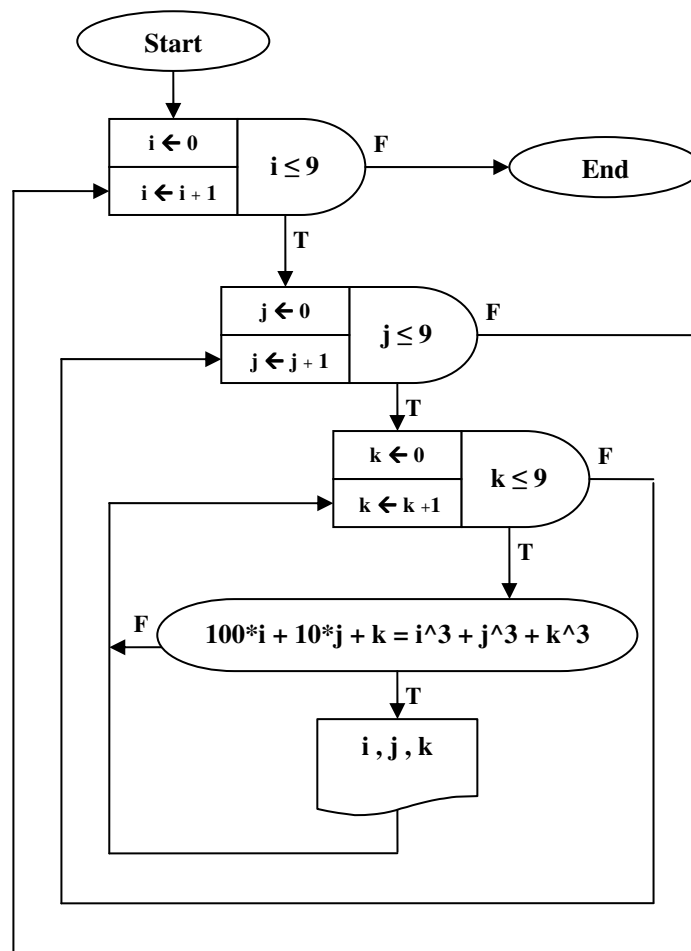 Start
i ← 0
i ← i + 1
i ≤ 9
F
End
T
j ← 0
j ← j + 1
j ≤ 9
F
T
k ← 0
k ← k +1
k ≤ 9
F
T
100*i + 10*j + k = i^3 + j^3 + k^3
F
T
i , j , k